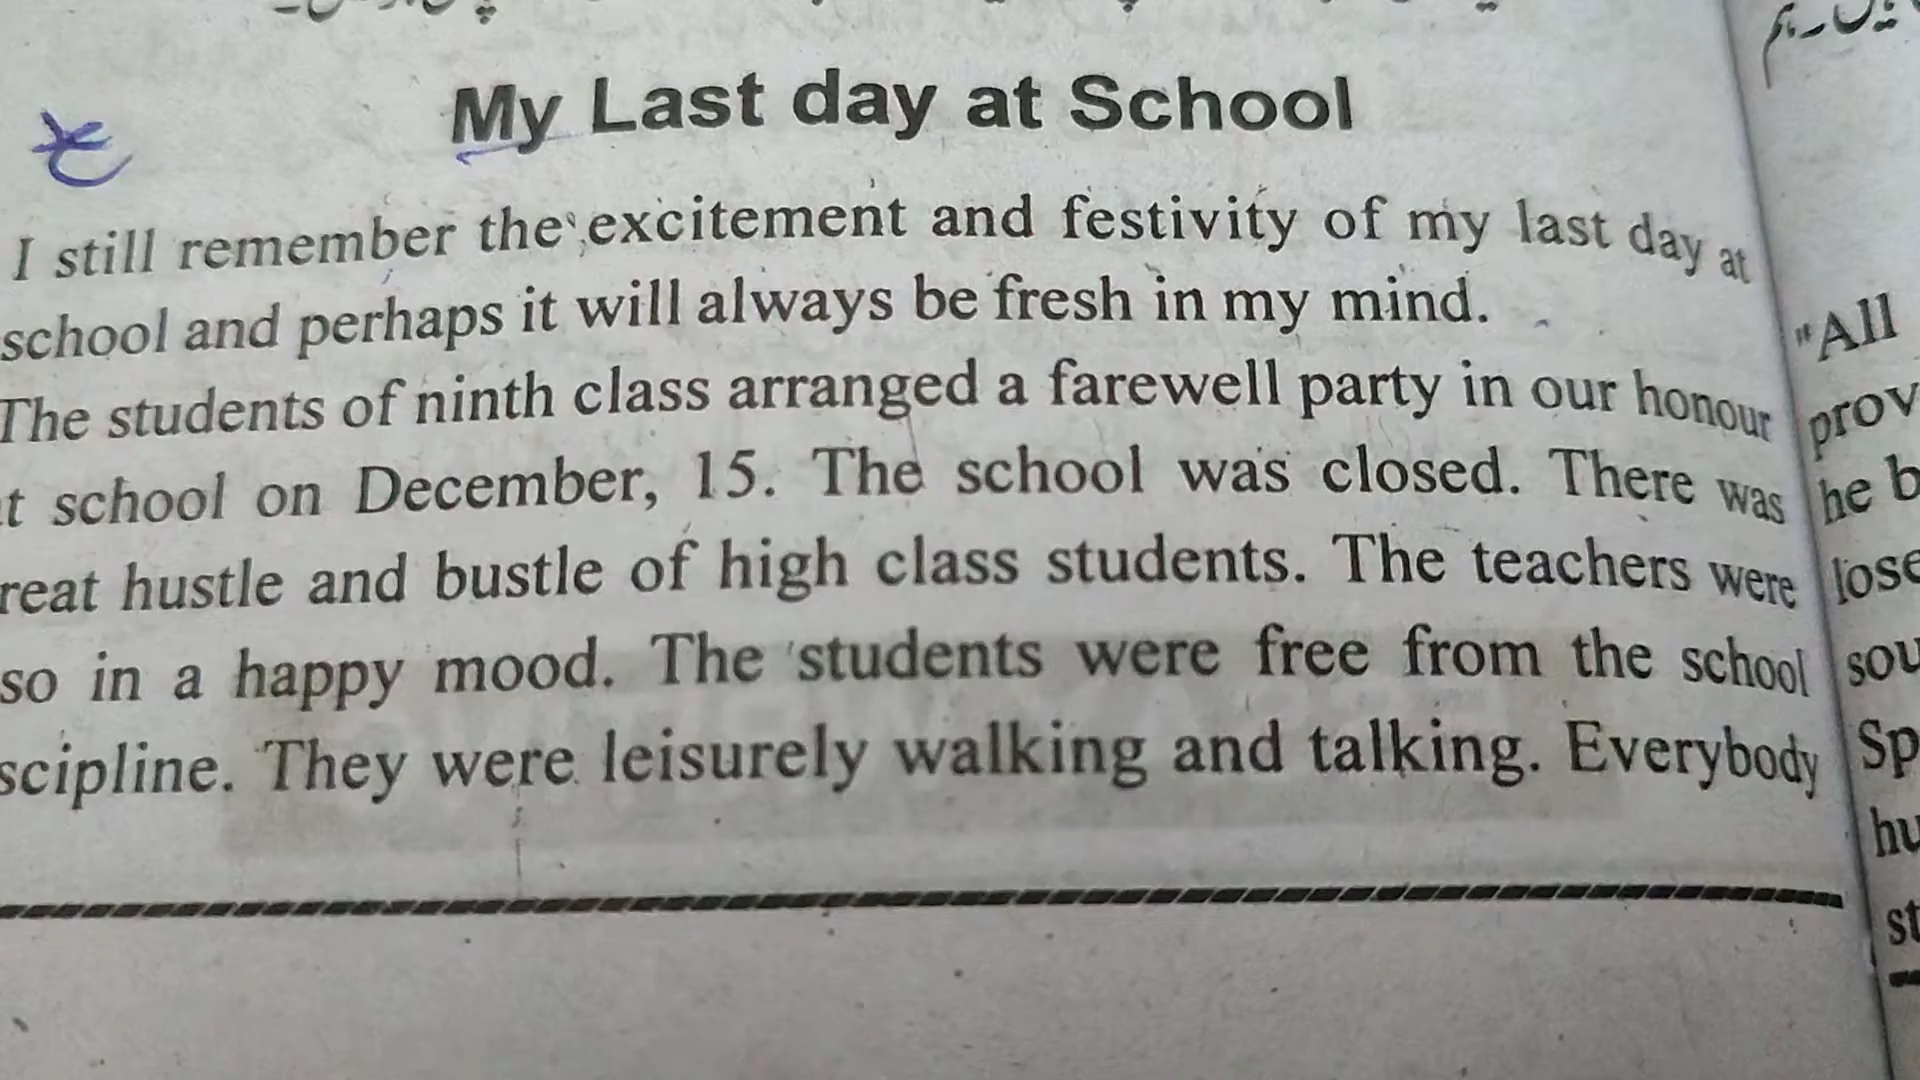 My Last day at School
I still remember the excitement and festivity of my last day at
school and perhaps it will always be fresh in my mind.
The students of ninth class arranged a farewell party in our honour
t school on December, 15. The school was closed. There was
reat hustle and bustle of high class students. The teachers were
so in a happy mood. The students were free from the school
scipline. They were leisurely walking and talking. Everybody
"All
prov
he b
lose
sou
Sp
hu
st